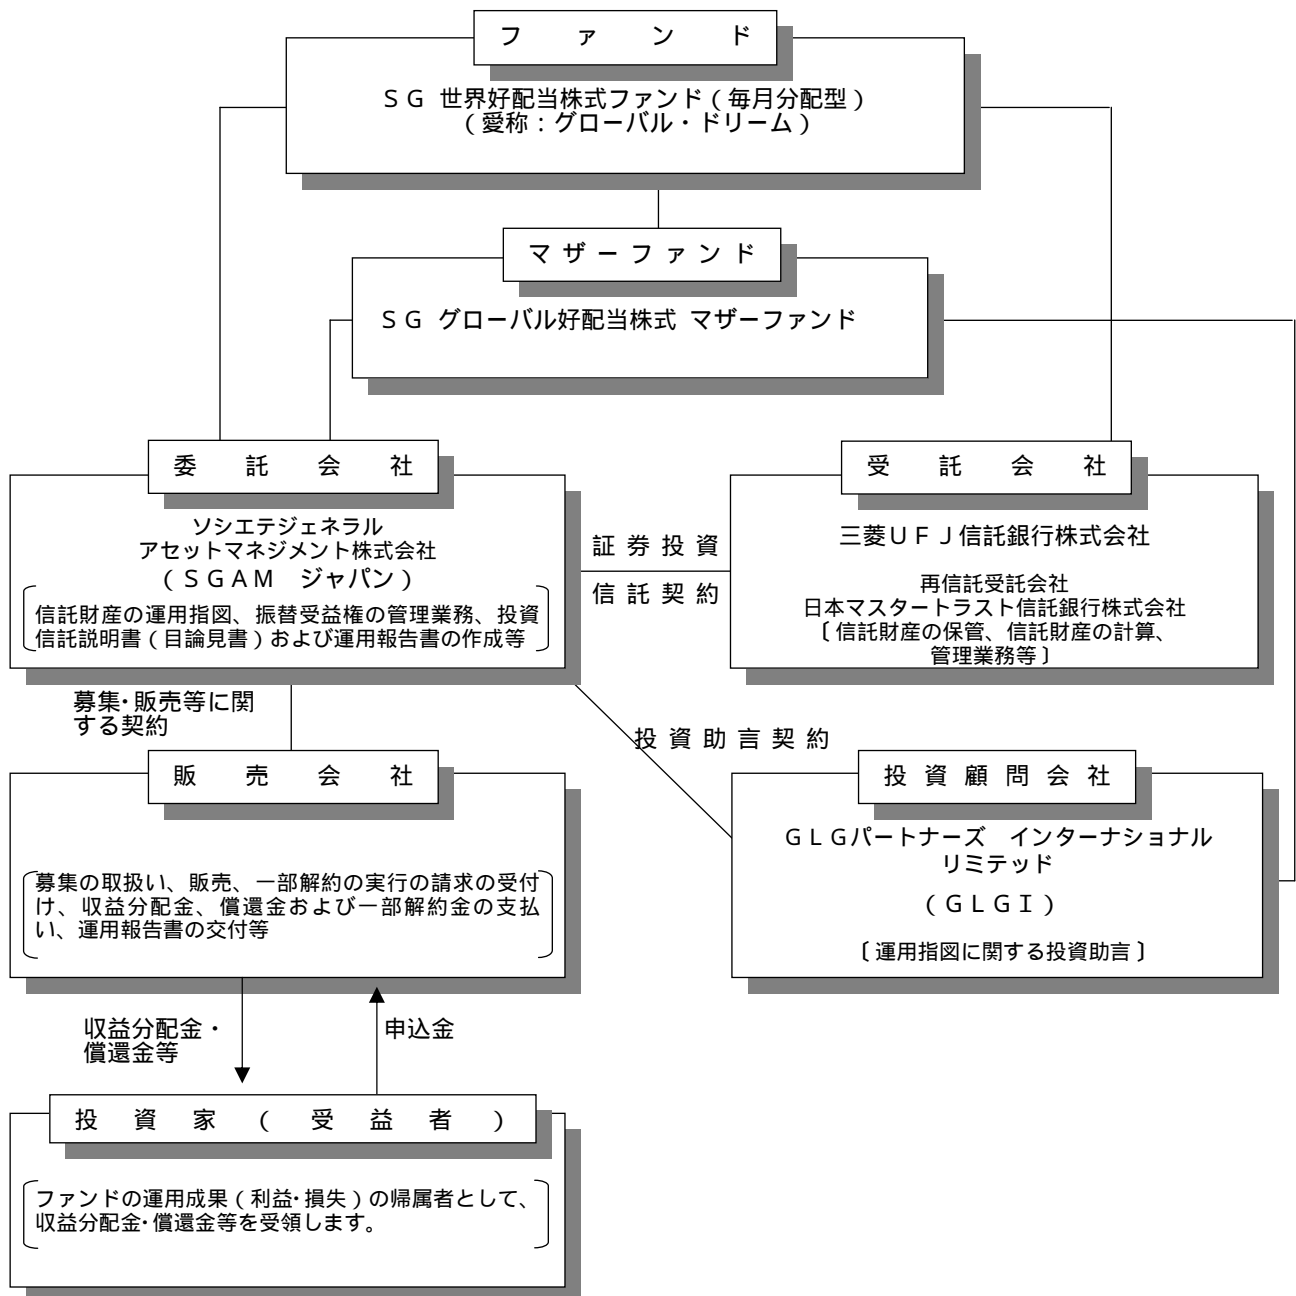 ファンド
ＳＧ 世界好配当株式ファンド（毎月分配型）
（愛称：グローバル・ドリーム）
マザーファンド
ＳＧ グローバル好配当株式 マザーファンド
委託会社
ソシエテジェネラル
アセットマネジメント株式会社
（ＳＧＡＭ　ジャパン）
信託財産の運用指図、振替受益権の管理業務、投資
信託説明書（目論見書）および運用報告書の作成等
証券投資
信託契約
受託会社
三菱ＵＦＪ信託銀行株式会社
再信託受託会社
日本マスタートラスト信託銀行株式会社
〔信託財産の保管、信託財産の計算、
管理業務等〕
募集・販売等に関
する契約
投資助言契約
販売会社
募集の取扱い、販売、一部解約の実行の請求の受付
け、収益分配金、償還金および一部解約金の支払
い、運用報告書の交付等
投資顧問会社
ＧＬＧパートナーズ　インターナショナル
リミテッド
（ＧＬＧＩ）
〔運用指図に関する投資助言〕
収益分配金・
償還金等
申込金
投資家（受益者）
ファンドの運用成果（利益・損失）の帰属者として、
収益分配金・償還金等を受領します。